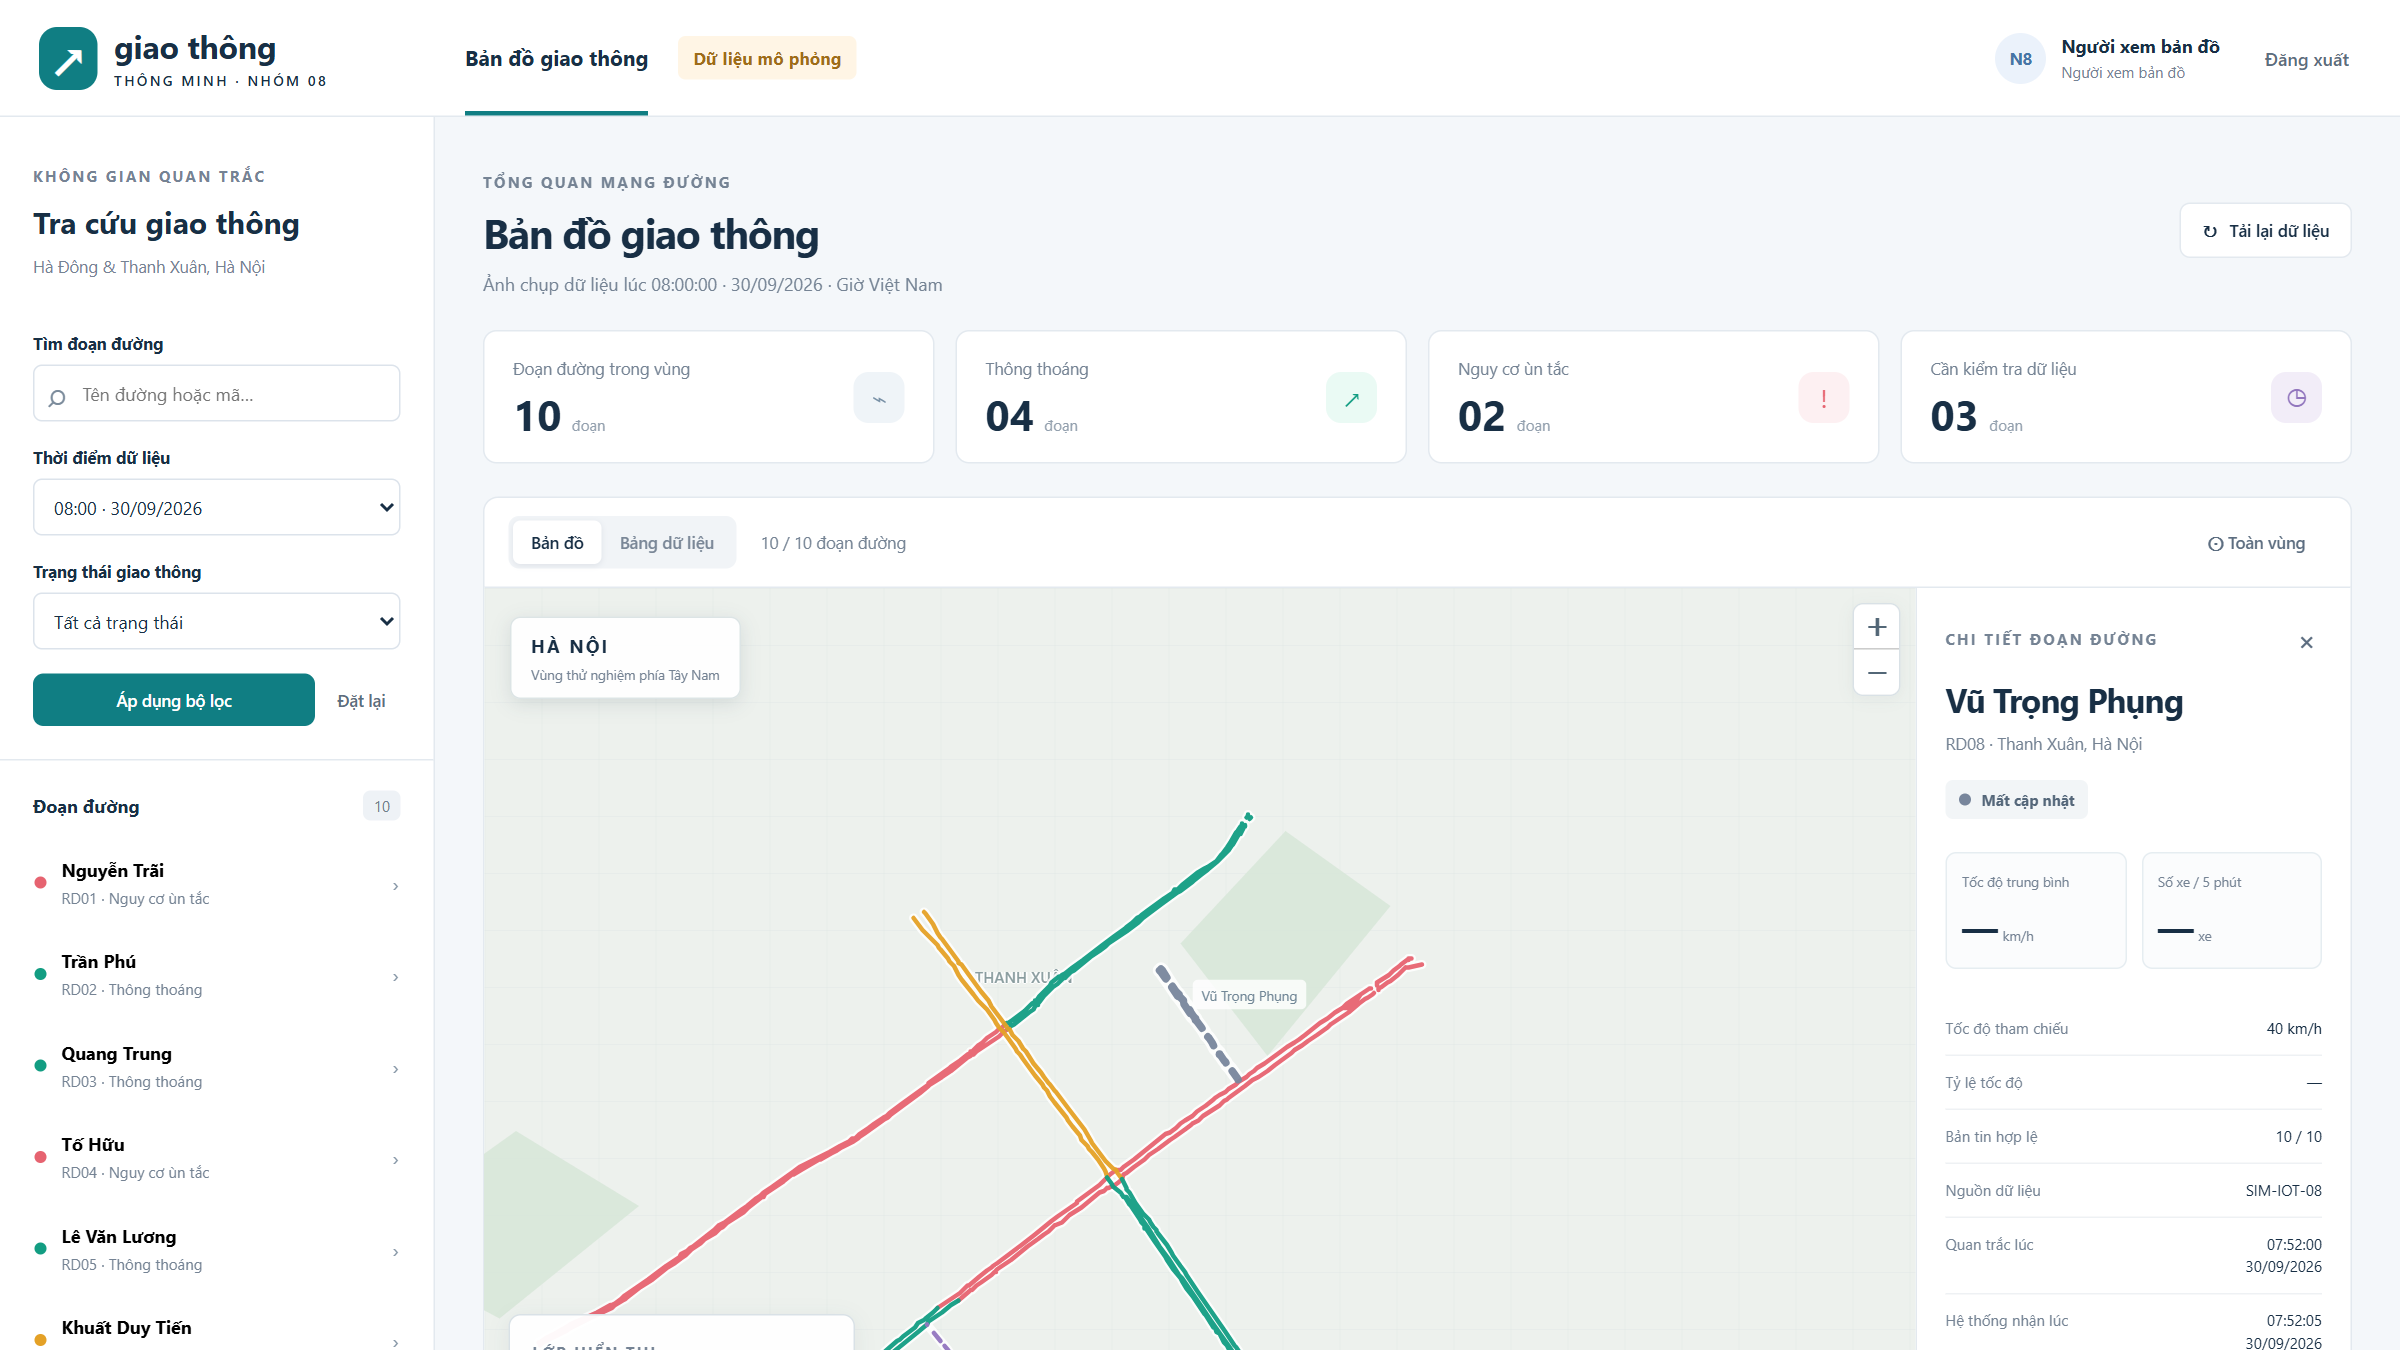 giao thông
THÔNG MINH · NHÓM 08
Bản đồ giao thông
Dữ liệu mô phỏng
N8
Người xem bản đồ
Người xem bản đồ
Đăng xuất
KHÔNG GIAN QUAN TRẮC
Tra cứu giao thông
Hà Đông & Thanh Xuân, Hà Nội
Tìm đoạn đường
Tên đường hoặc mã...
Thời điểm dữ liệu
08:00 · 30/09/2026
Trạng thái giao thông
Tất cả trạng thái
Áp dụng bộ lọc
Đặt lại
Đoạn đường
10
Nguyễn Trãi
RD01 · Nguy cơ ùn tắc
Trần Phú
RD02 · Thông thoáng
Quang Trung
RD03 · Thông thoáng
Tố Hữu
RD04 · Nguy cơ ùn tắc
Lê Văn Lương
RD05 · Thông thoáng
Khuất Duy Tiến
TỔNG QUAN MẠNG ĐƯỜNG
Bản đồ giao thông
Ảnh chụp dữ liệu lúc 08:00:00 · 30/09/2026 · Giờ Việt Nam
↻ Tải lại dữ liệu
Đoạn đường trong vùng
10 đoạn
Thông thoáng
04 đoạn
Nguy cơ ùn tắc
02 đoạn
!
Cần kiểm tra dữ liệu
03 đoạn
Bản đồ
Bảng dữ liệu
10 / 10 đoạn đường
Toàn vùng
HÀ NỘI
Vùng thử nghiệm phía Tây Nam
+
−
THANH XUÂN
Vũ Trọng Phụng
LỚP HIỂN THỊ
CHI TIẾT ĐOẠN ĐƯỜNG
×
Vũ Trọng Phụng
RD08 · Thanh Xuân, Hà Nội
Mất cập nhật
Tốc độ trung bình
— km/h
Số xe / 5 phút
— xe
Tốc độ tham chiếu
40 km/h
Tỷ lệ tốc độ
—
Bản tin hợp lệ
10 / 10
Nguồn dữ liệu
SIM-IOT-08
Quan trắc lúc
07:52:00
30/09/2026
Hệ thống nhận lúc
07:52:05
30/09/2026